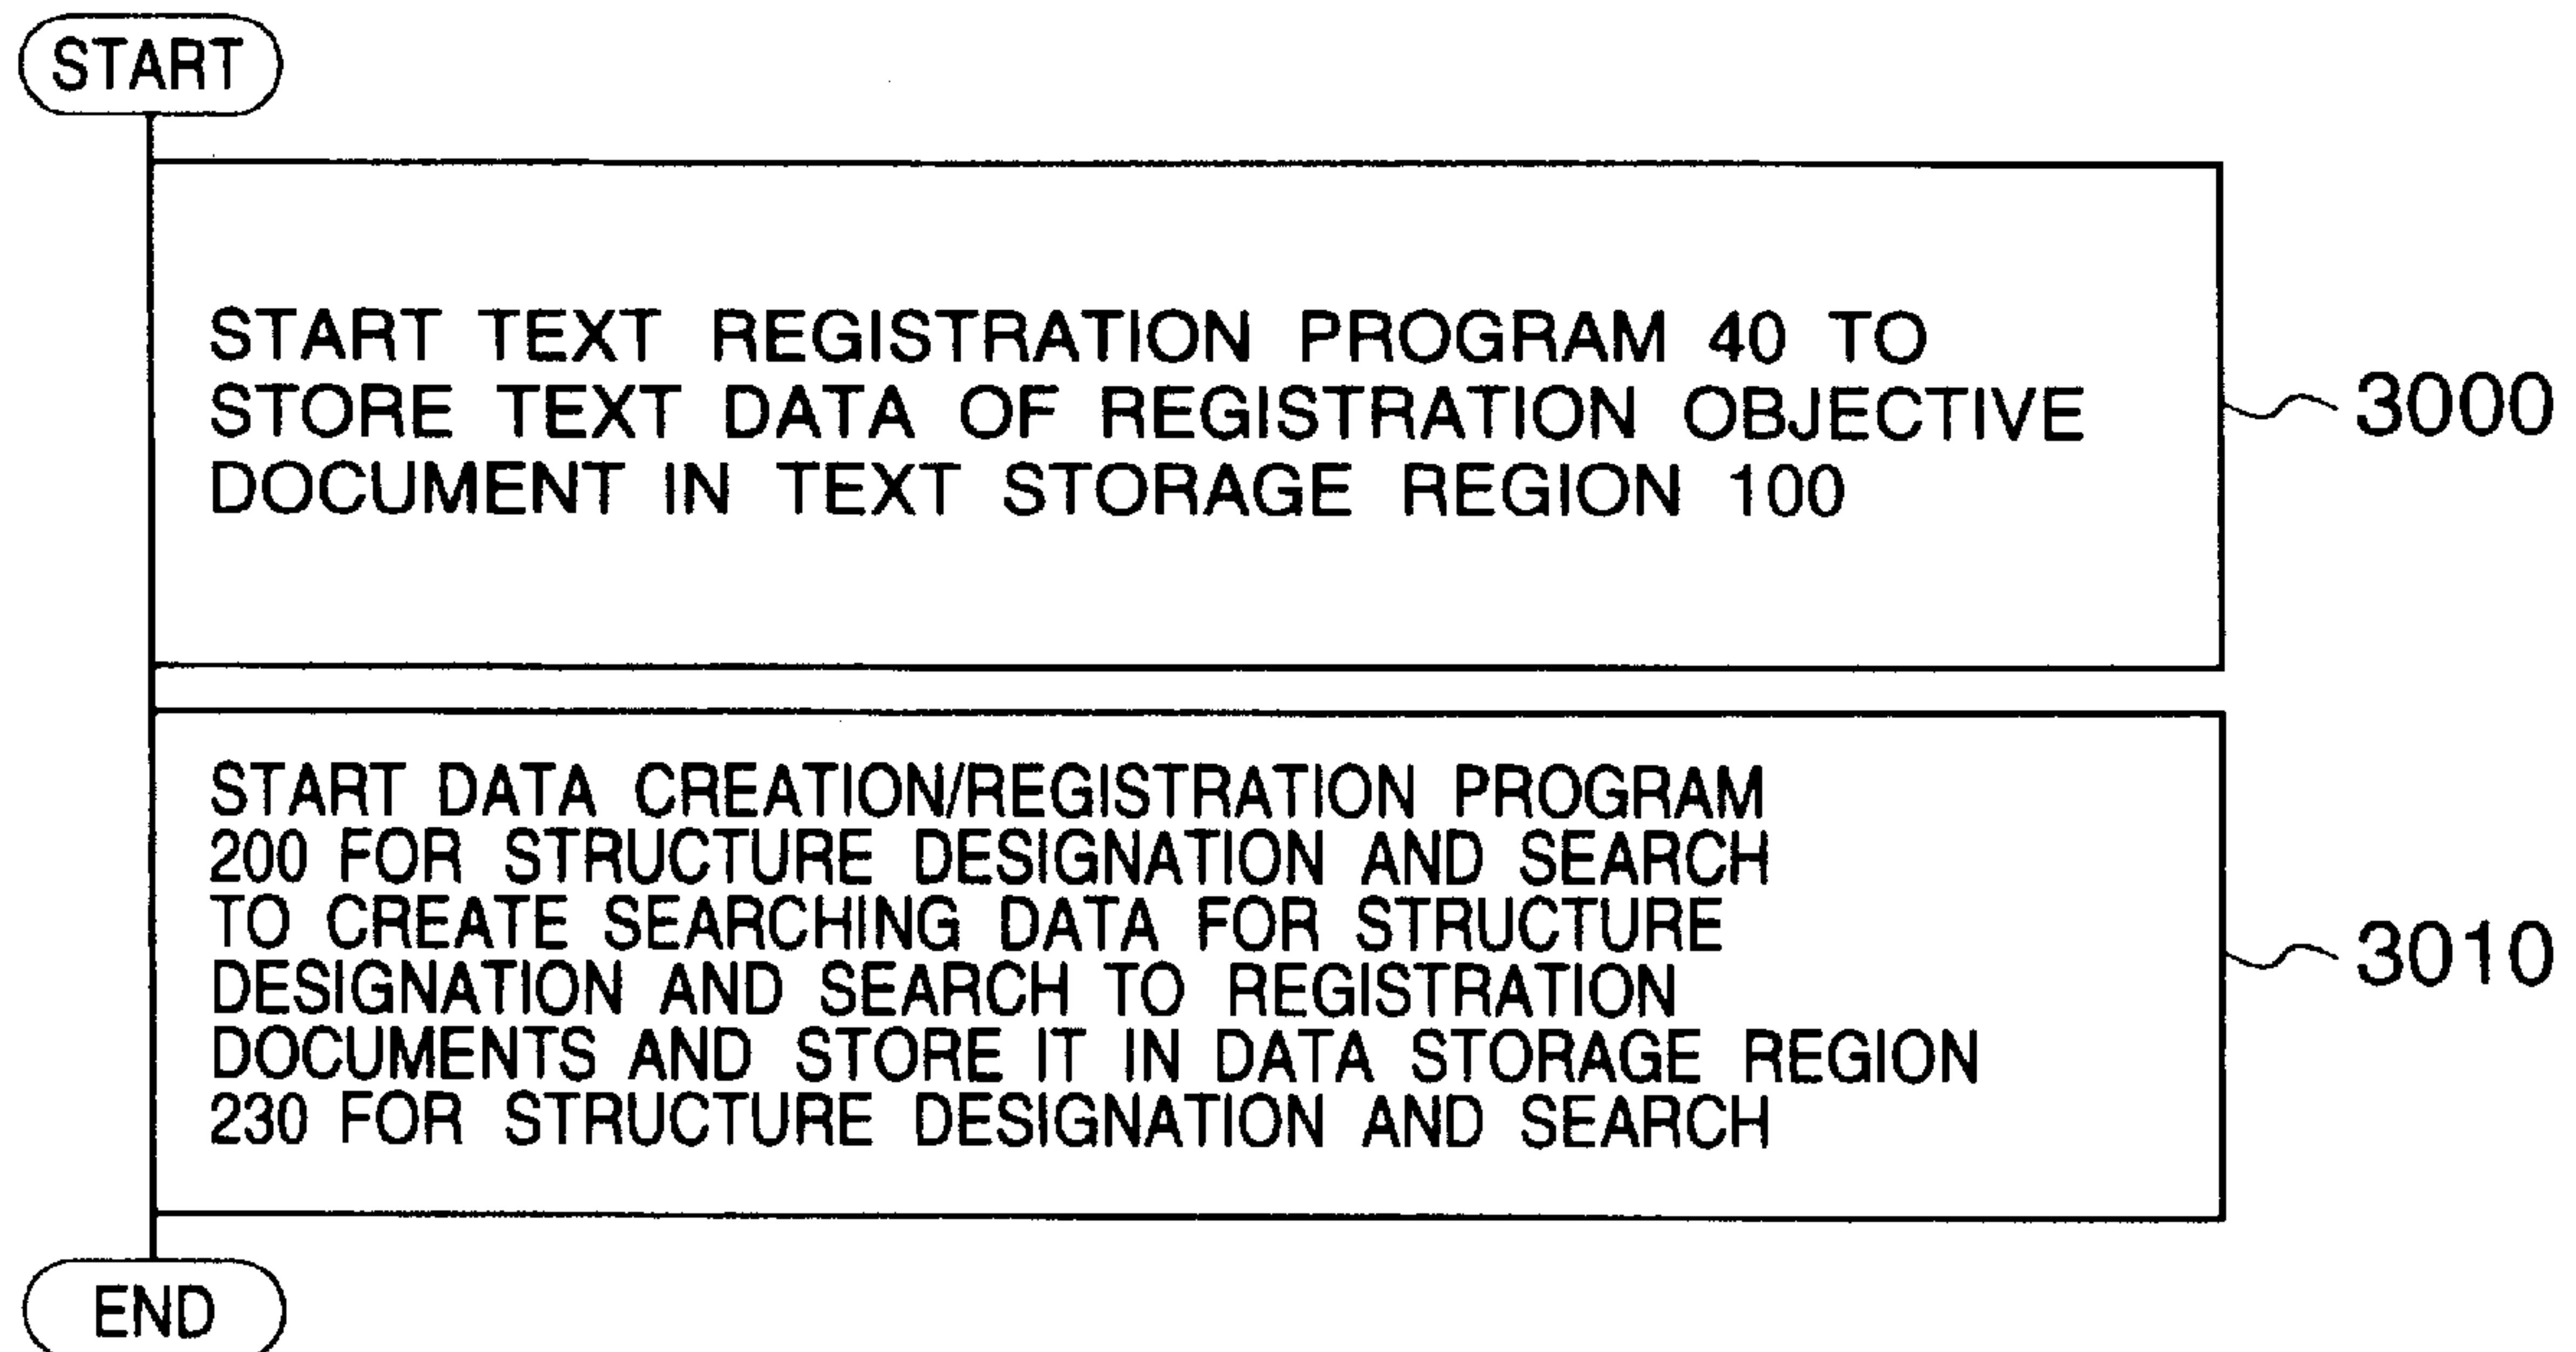 START
START TEXT REGISTRATION PROGRAM 40 TO
STORE TEXT DATA OF REGISTRATION OBJECTIVE
DOCUMENT IN TEXT STORAGE REGION 100
3000
START DATA CREATION/REGISTRATION PROGRAM
200 FOR STRUCTURE DESIGNATION AND SEARCH
TO CREATE SEARCHING DATA FOR STRUCTURE
DESIGNATION AND SEARCH TO REGISTRATION
DOCUMENTS AND STORE IT IN DATA STORAGE REGION
230 FOR STRUCTURE DESIGNATION AND SEARCH
3010
END